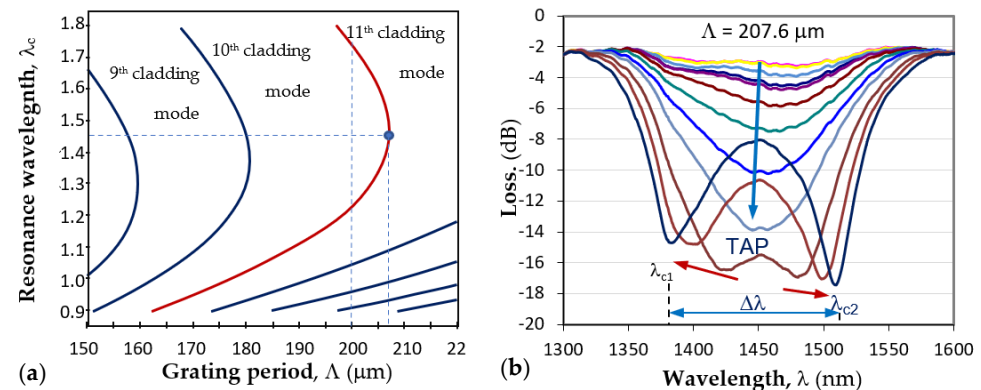 Resonance wavelegnth, λc
1.8
1.7
1.6
1.5
1.4
1.3
1.2
1.1
1.0
0.9
9th cladding
mode
10th cladding
mode
11th cladding
mode
150 160 170 180 190 200 210 22
Grating period, Λ (µm)
(a)
Loss. (dB)
0
-2
-4
-6
-8
-10
-12
-14
-16
-18
-20
Λ = 207.6 µm
TAP
λc1
λc2
Δλ
1300 1350 1400 1450 1500 1550 1600
Wavelength, λ (nm)
(b)